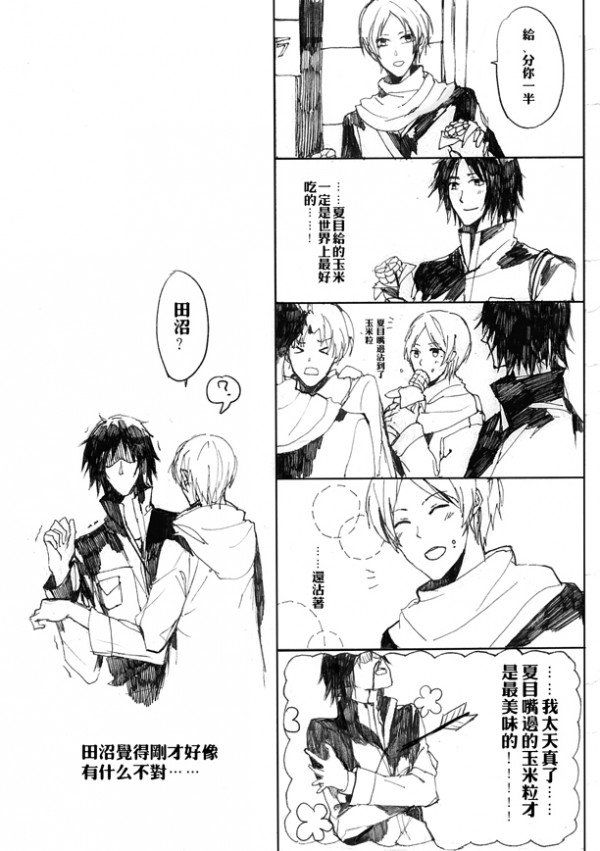 給、分你一半
……夏目給的玉米
一定是世界上最好
吃的……！
夏目嘴邊沾到了
玉米粒
……還沾著
……我太天真了……
夏目嘴邊的玉米粒才
是最美味的！！！！！
田沼？
？
田沼覺得剛才好像
有什么不對……